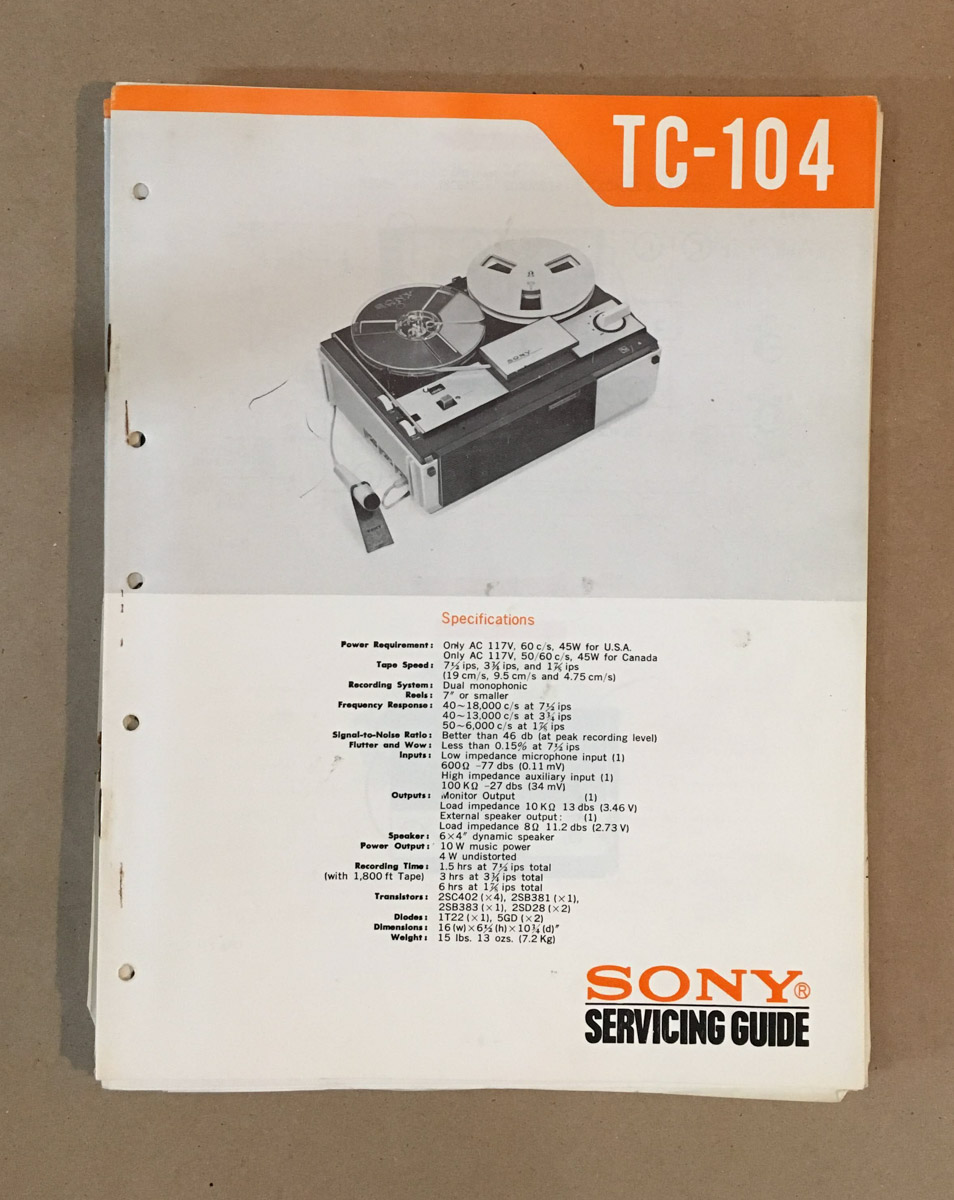 TC-104
SONY
SONY
Specifications
Power Requirement: Only AC 117V, 60 c/s, 45W for U.S.A.
Only AC 117V, 50/60 c/s, 45W for Canada
Tape Speed: 7½ ips, 3¾ ips, and 1⅞ ips
(19 cm/s, 9.5 cm/s and 4.75 cm/s)
Recording System: Dual monophonic
Reels: 7" or smaller
Frequency Response: 40~18,000 c/s at 7½ ips
40~13,000 c/s at 3¾ ips
50~6,000 c/s at 1⅞ ips
Signal-to-Noise Ratio: Better than 46 db (at peak recording level)
Flutter and Wow: Less than 0.15% at 7½ ips
Inputs: Low impedance microphone input (1)
600Ω -77 dbs (0.11 mV)
High impedance auxiliary input (1)
100 KΩ -27 dbs (34 mV)
Outputs: Monitor Output (1)
Load impedance 10 KΩ 13 dbs (3.46 V)
External speaker output: (1)
Load impedance 8Ω 11.2 dbs (2.73 V)
Speaker: 6×4" dynamic speaker
Power Output: 10 W music power
4 W undistorted
Recording Time: 1.5 hrs at 7½ ips total
(with 1,800 ft Tape) 3 hrs at 3¾ ips total
6 hrs at 1⅞ ips total
Transistors: 2SC402 (×4), 2SB381 (×1),
2SB383 (×1), 2SD28 (×2)
Diodes: 1T22 (×1), 5GD (×2)
Dimensions: 16 (w)×6½ (h)×10¾ (d)"
Weight: 15 lbs. 13 ozs. (7.2 Kg)
SONY®
SERVICING GUIDE